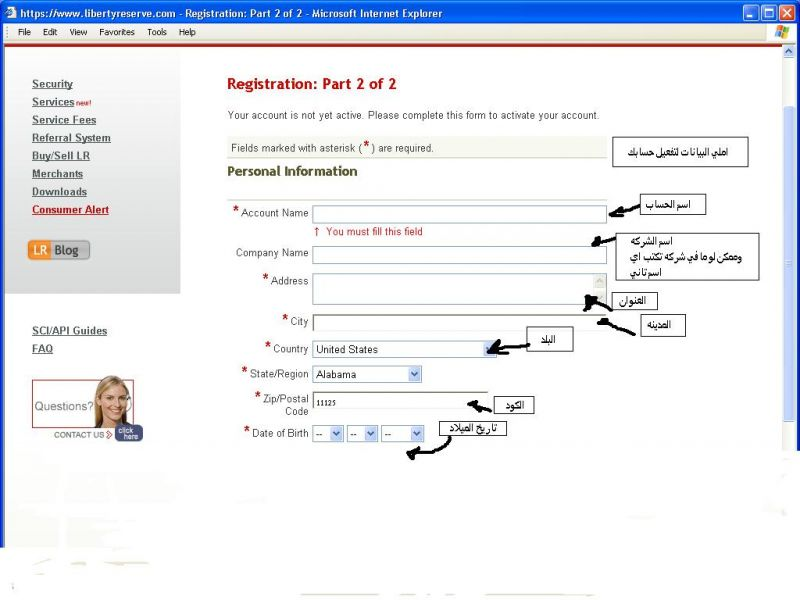 https://www.libertyreserve.com - Registration: Part 2 of 2 - Microsoft Internet Explorer
File Edit View Favorites Tools Help
Security
Services new!
Service Fees
Referral System
Buy/Sell LR
Merchants
Downloads
Consumer Alert
LR Blog
SCI/API Guides
FAQ
Questions?
CONTACT US
click here
Registration: Part 2 of 2
Your account is not yet active. Please complete this form to activate your account.
Fields marked with asterisk (*) are required.
املي البيانات لتفعيل حسابك
Personal Information
* Account Name
اسم الحساب
↑ You must fill this field
Company Name
اسم الشركه
وممكن لو ما في شركه تكتب اي
اسم تاني
* Address
العنوان
* City
المدينه
* Country United States
البلد
* State/Region Alabama
* Zip/Postal Code 11125
الكود
* Date of Birth -- -- --
تاريخ الميلاد